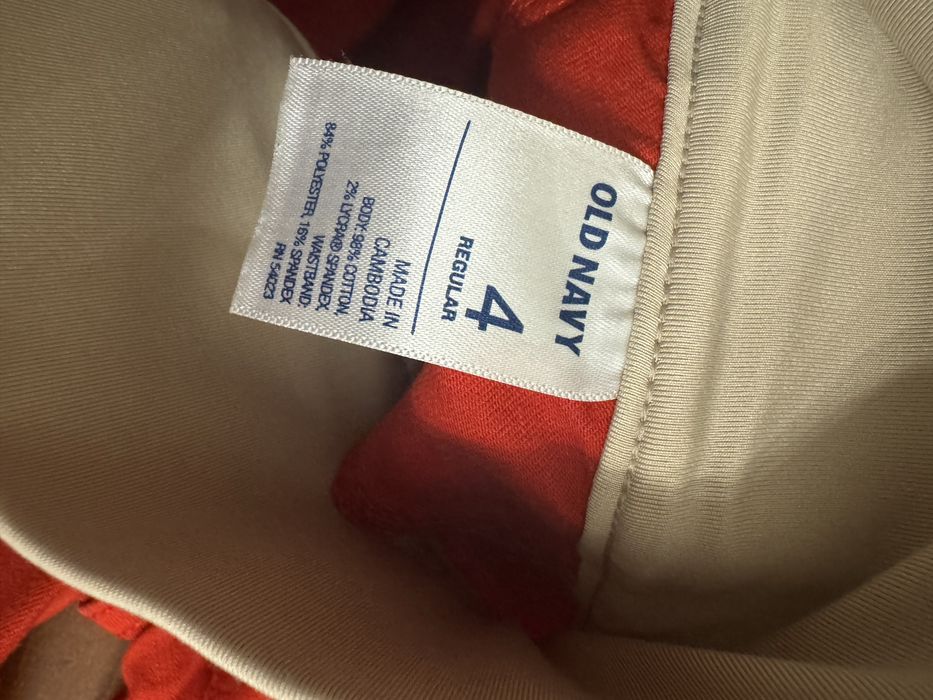 OLD NAVY
4
REGULAR
MADE IN
CAMBODIA
BODY: 98% COTTON
2% LYCRA® SPANDEX,
WAISTBAND:
84% POLYESTER, 16% SPANDEX
RN 54023